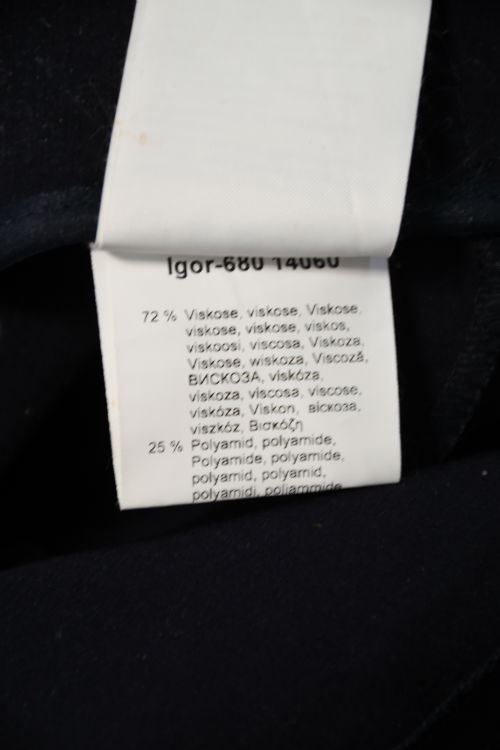 Igor-680 14060
72 % Viskose, viskose, Viskose,
viskose, viskose, viskos,
viskoosi, viscosa, Viskoza,
Viskose, wiskoza, Viscoză,
ВИСКОЗА, viskóza,
viskoza, viscosa, viscose,
viskóza, Viskon, віскоза,
viszkóz, Βισκόζη
25 % Polyamid, polyamide,
Polyamide, polyamide,
polyamid, polyamid,
polyamidi, poliammide